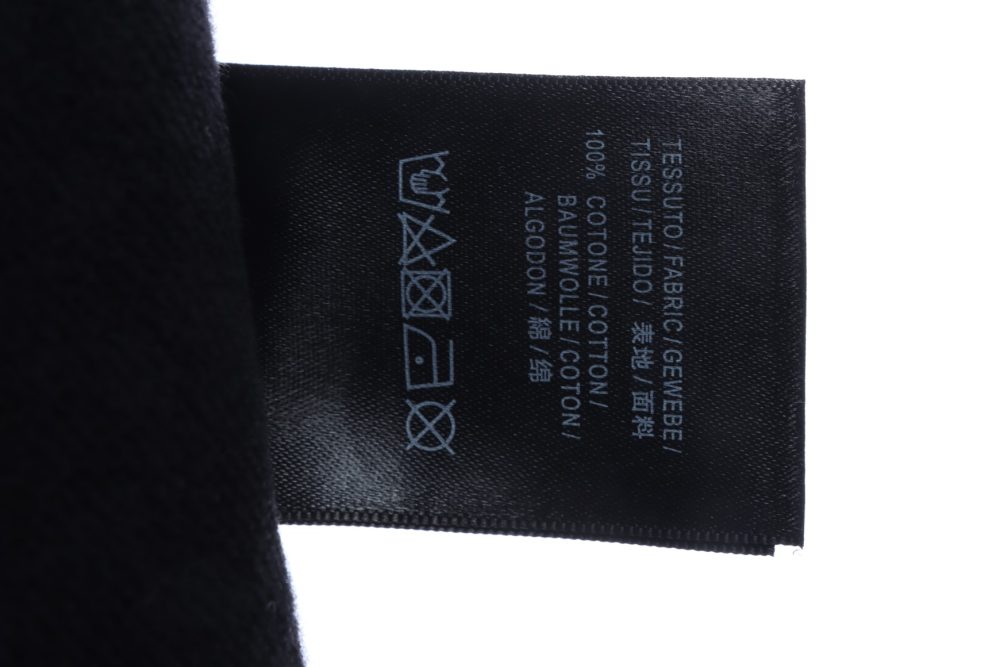 TESSUTO/FABRIC/GEWEBE/
TISSU/TEJIDO/ 表地/面料
100% COTONE/COTTON/
BAUMWOLLE/COTON/
ALGODON/綿/绵